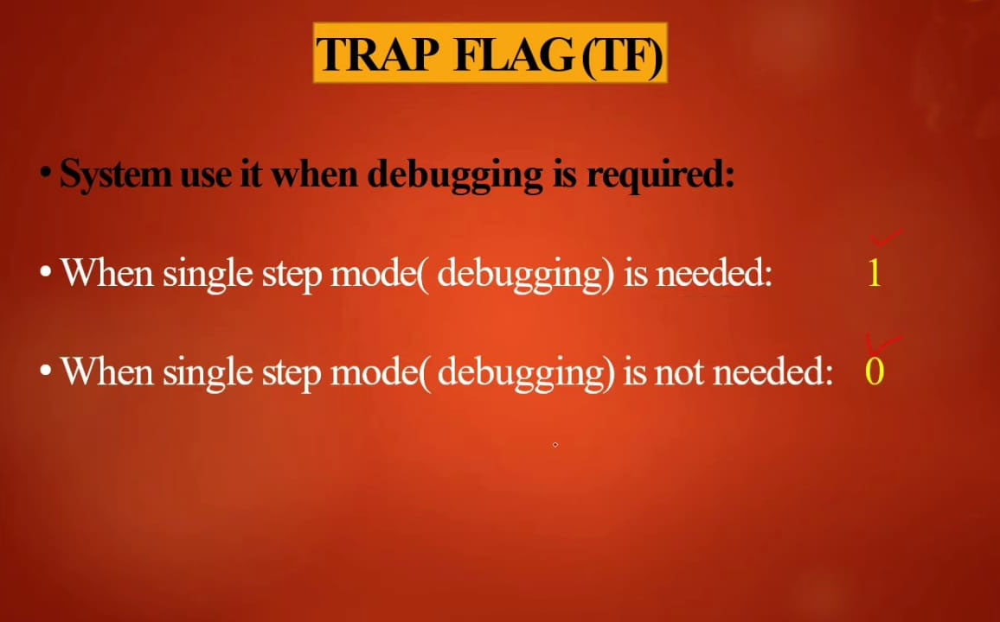 TRAP FLAG (TF)
• System use it when debugging is required:
• When single step mode( debugging) is needed: 1
• When single step mode( debugging) is not needed: 0